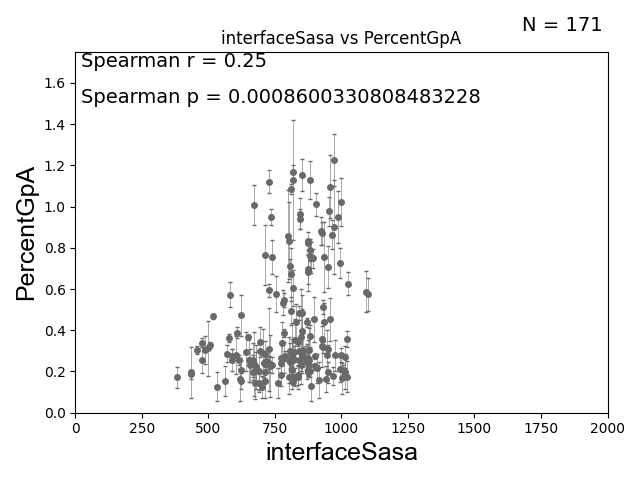 N = 171
interfaceSasa vs PercentGpA
Spearman r = 0.25
Spearman p = 0.0008600330808483228
PercentGpA
1.6
1.4
1.2
1.0
0.8
0.6
0.4
0.2
0.0
0 250 500 750 1000 1250 1500 1750 2000
interfaceSasa